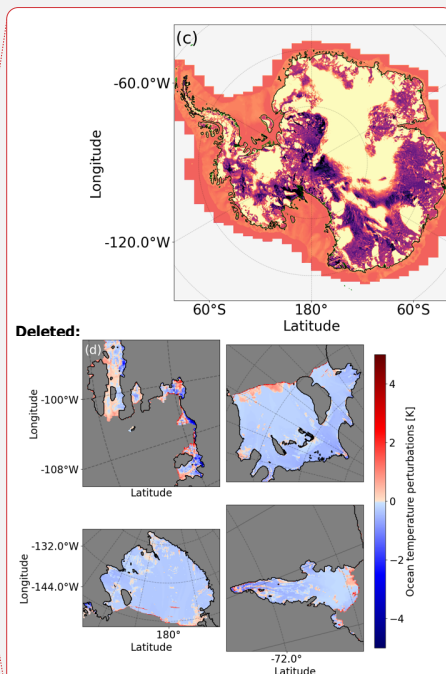 (c)
-60.0°W
Longitude
-120.0°W
60°S 180° 60°S
Latitude
Deleted:
(d)
Longitude
-100°W
-108°W
Latitude
4
2
0
-2
-4
Ocean temperature perturbations [K]
Longitude
-132.0°W
-144.0°W
180°
Latitude
-72.0°
Latitude